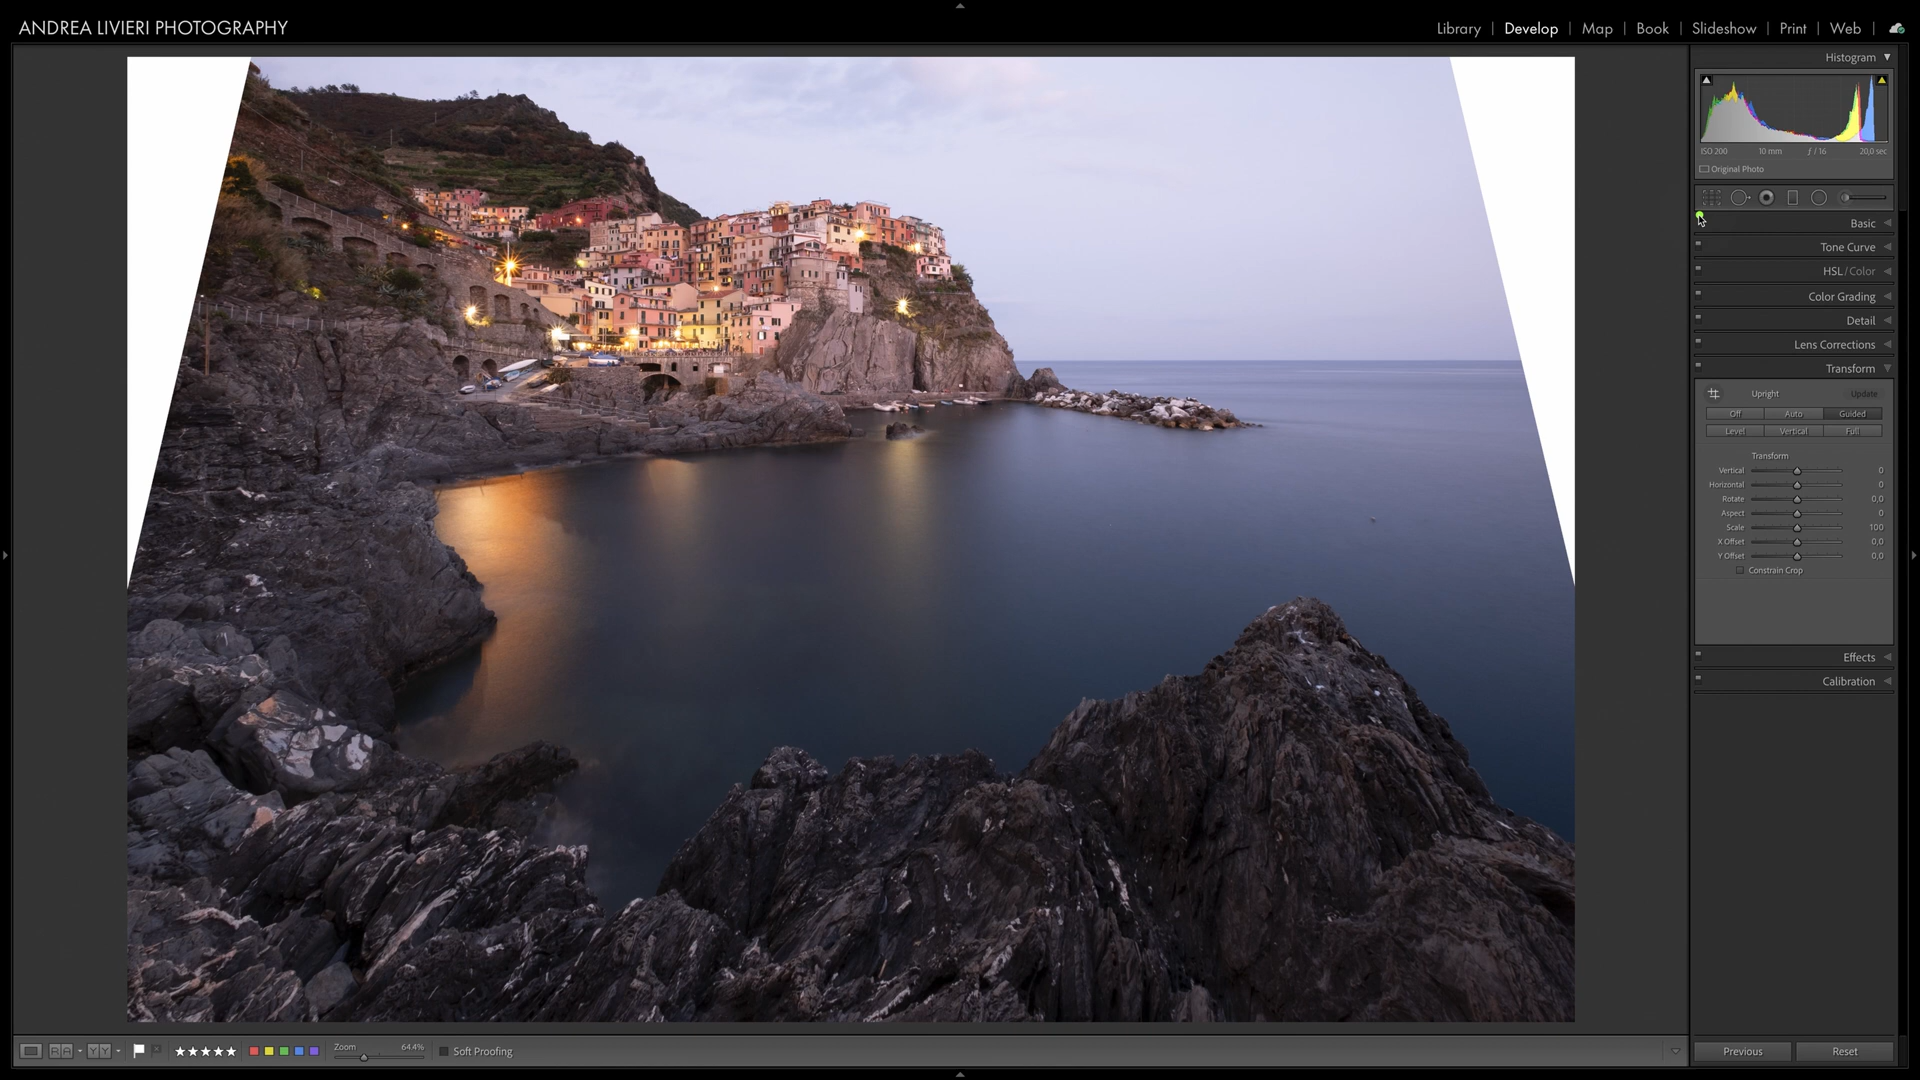 ANDREA LIVIERI PHOTOGRAPHY
Library | Develop | Map | Book | Slideshow | Print | Web |
Histogram
ISO 200 10 mm ƒ / 16 20,0 sec
Original Photo
Basic
Tone Curve
HSL / Color
Color Grading
Detail
Lens Corrections
Transform
Upright Update
Off Auto Guided
Level Vertical Full
Transform
Vertical 0
Horizontal 0
Rotate 0,0
Aspect 0
Scale 100
X Offset 0,0
Y Offset 0,0
Constrain Crop
Effects
Calibration
RA YY Zoom 64.4% Soft Proofing
Previous Reset